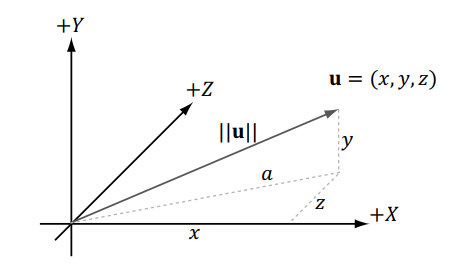 +Y
+Z
𝐮 = (x, y, z)
||𝐮||
y
a
z
+X
x